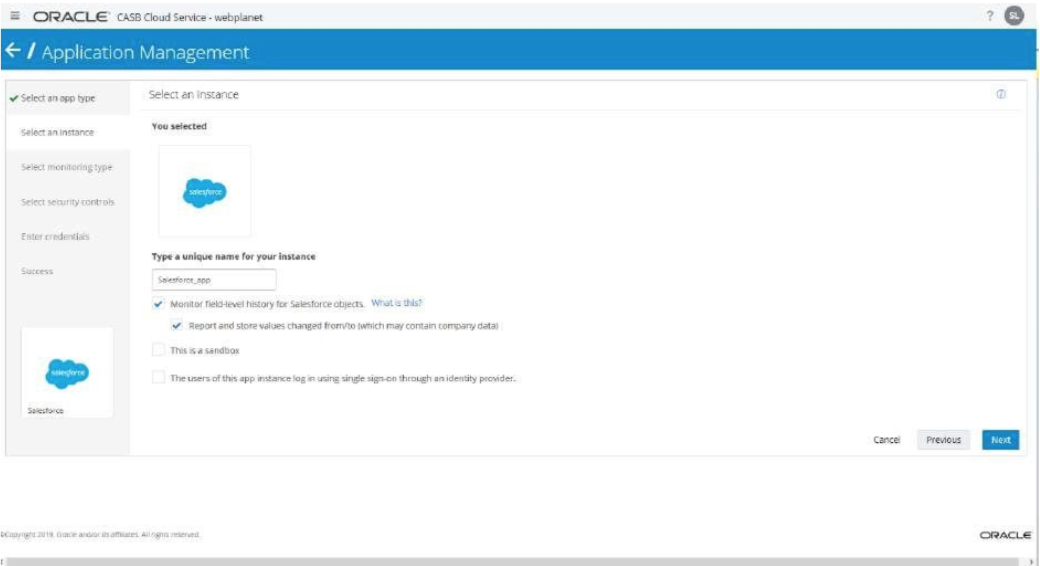 ORACLE CASB Cloud Service - webplanet
? SL
/ Application Management
Select an app type
Select an instance
Select monitoring type
Select security controls
Enter credentials
Success
salesforce
Salesforce
Select an instance
You selected
salesforce
Type a unique name for your instance
Salesforce_app
Monitor field-level history for Salesforce objects. What is this?
Report and store values changed from/to (which may contain company data)
This is a sandbox
The users of this app instance log in using single sign-on through an identity provider.
Cancel Previous Next
©Copyright 2019, Oracle and/or its affiliates. All rights reserved.
ORACLE